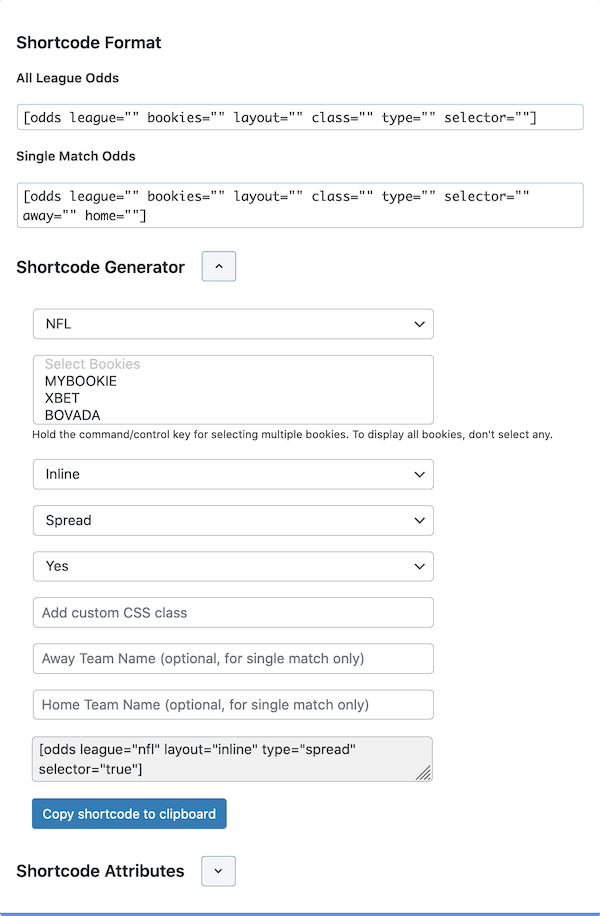 Shortcode Format
All League Odds
[odds league="" bookies="" layout="" class="" type="" selector=""]
Single Match Odds
[odds league="" bookies="" layout="" class="" type="" selector=""
away="" home=""]
Shortcode Generator
NFL
Select Bookies
MYBOOKIE
XBET
BOVADA
Hold the command/control key for selecting multiple bookies. To display all bookies, don't select any.
Inline
Spread
Yes
Add custom CSS class
Away Team Name (optional, for single match only)
Home Team Name (optional, for single match only)
[odds league="nfl" layout="inline" type="spread"
selector="true"]
Copy shortcode to clipboard
Shortcode Attributes